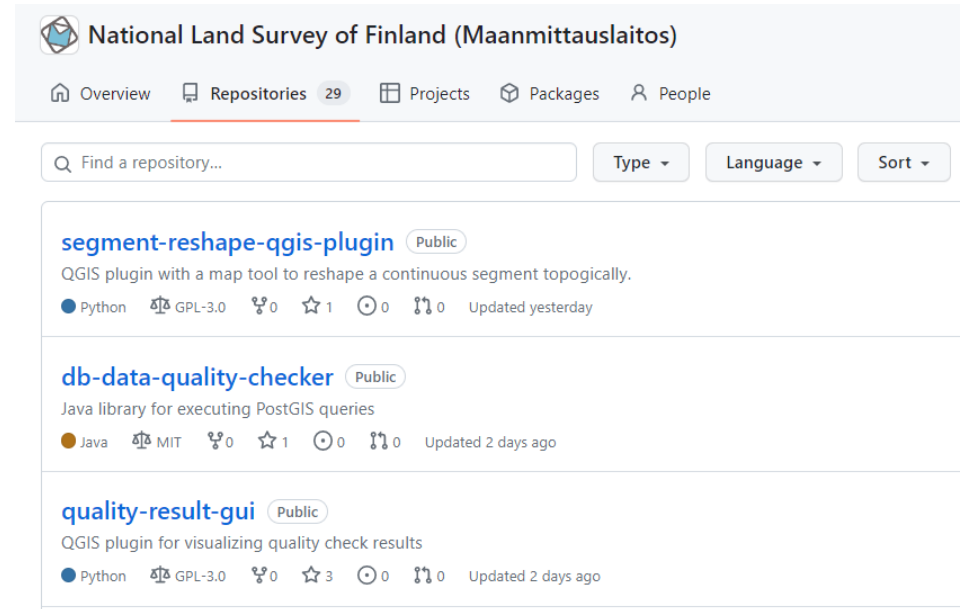 National Land Survey of Finland (Maanmittauslaitos)
Overview Repositories 29 Projects Packages People
Find a repository... Type Language Sort
segment-reshape-qgis-plugin Public
QGIS plugin with a map tool to reshape a continuous segment topogically.
Python GPL-3.0 0 1 0 0 Updated yesterday
db-data-quality-checker Public
Java library for executing PostGIS queries
Java MIT 0 1 0 0 Updated 2 days ago
quality-result-gui Public
QGIS plugin for visualizing quality check results
Python GPL-3.0 0 3 0 0 Updated 2 days ago